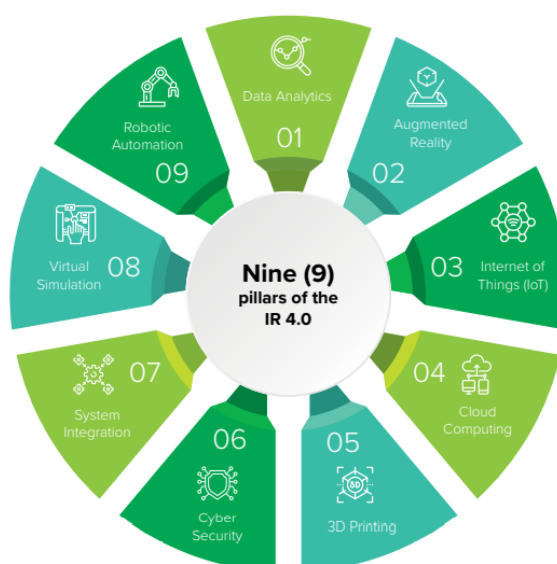 Nine (9)
pillars of the
IR 4.0
Data Analytics
01
Augmented
Reality
02
03
Internet of
Things (IoT)
04
Cloud
Computing
05
3D
3D Printing
06
Cyber
Security
07
System
Integration
Virtual
Simulation
08
Robotic
Automation
09